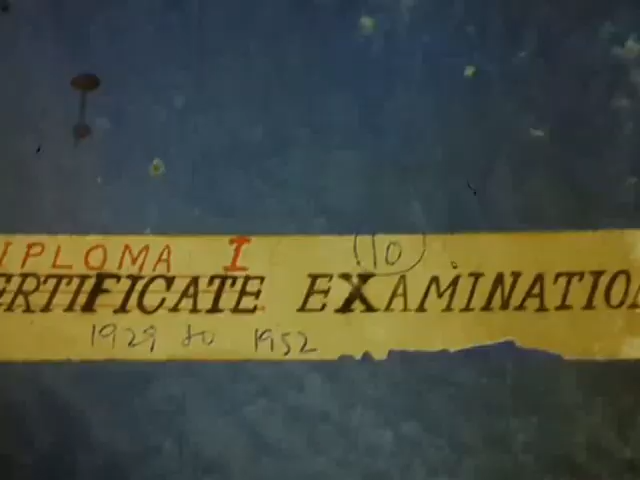 IPLOMA I (10)
ERTIFICATE EXAMINATIO
1929 to 1952